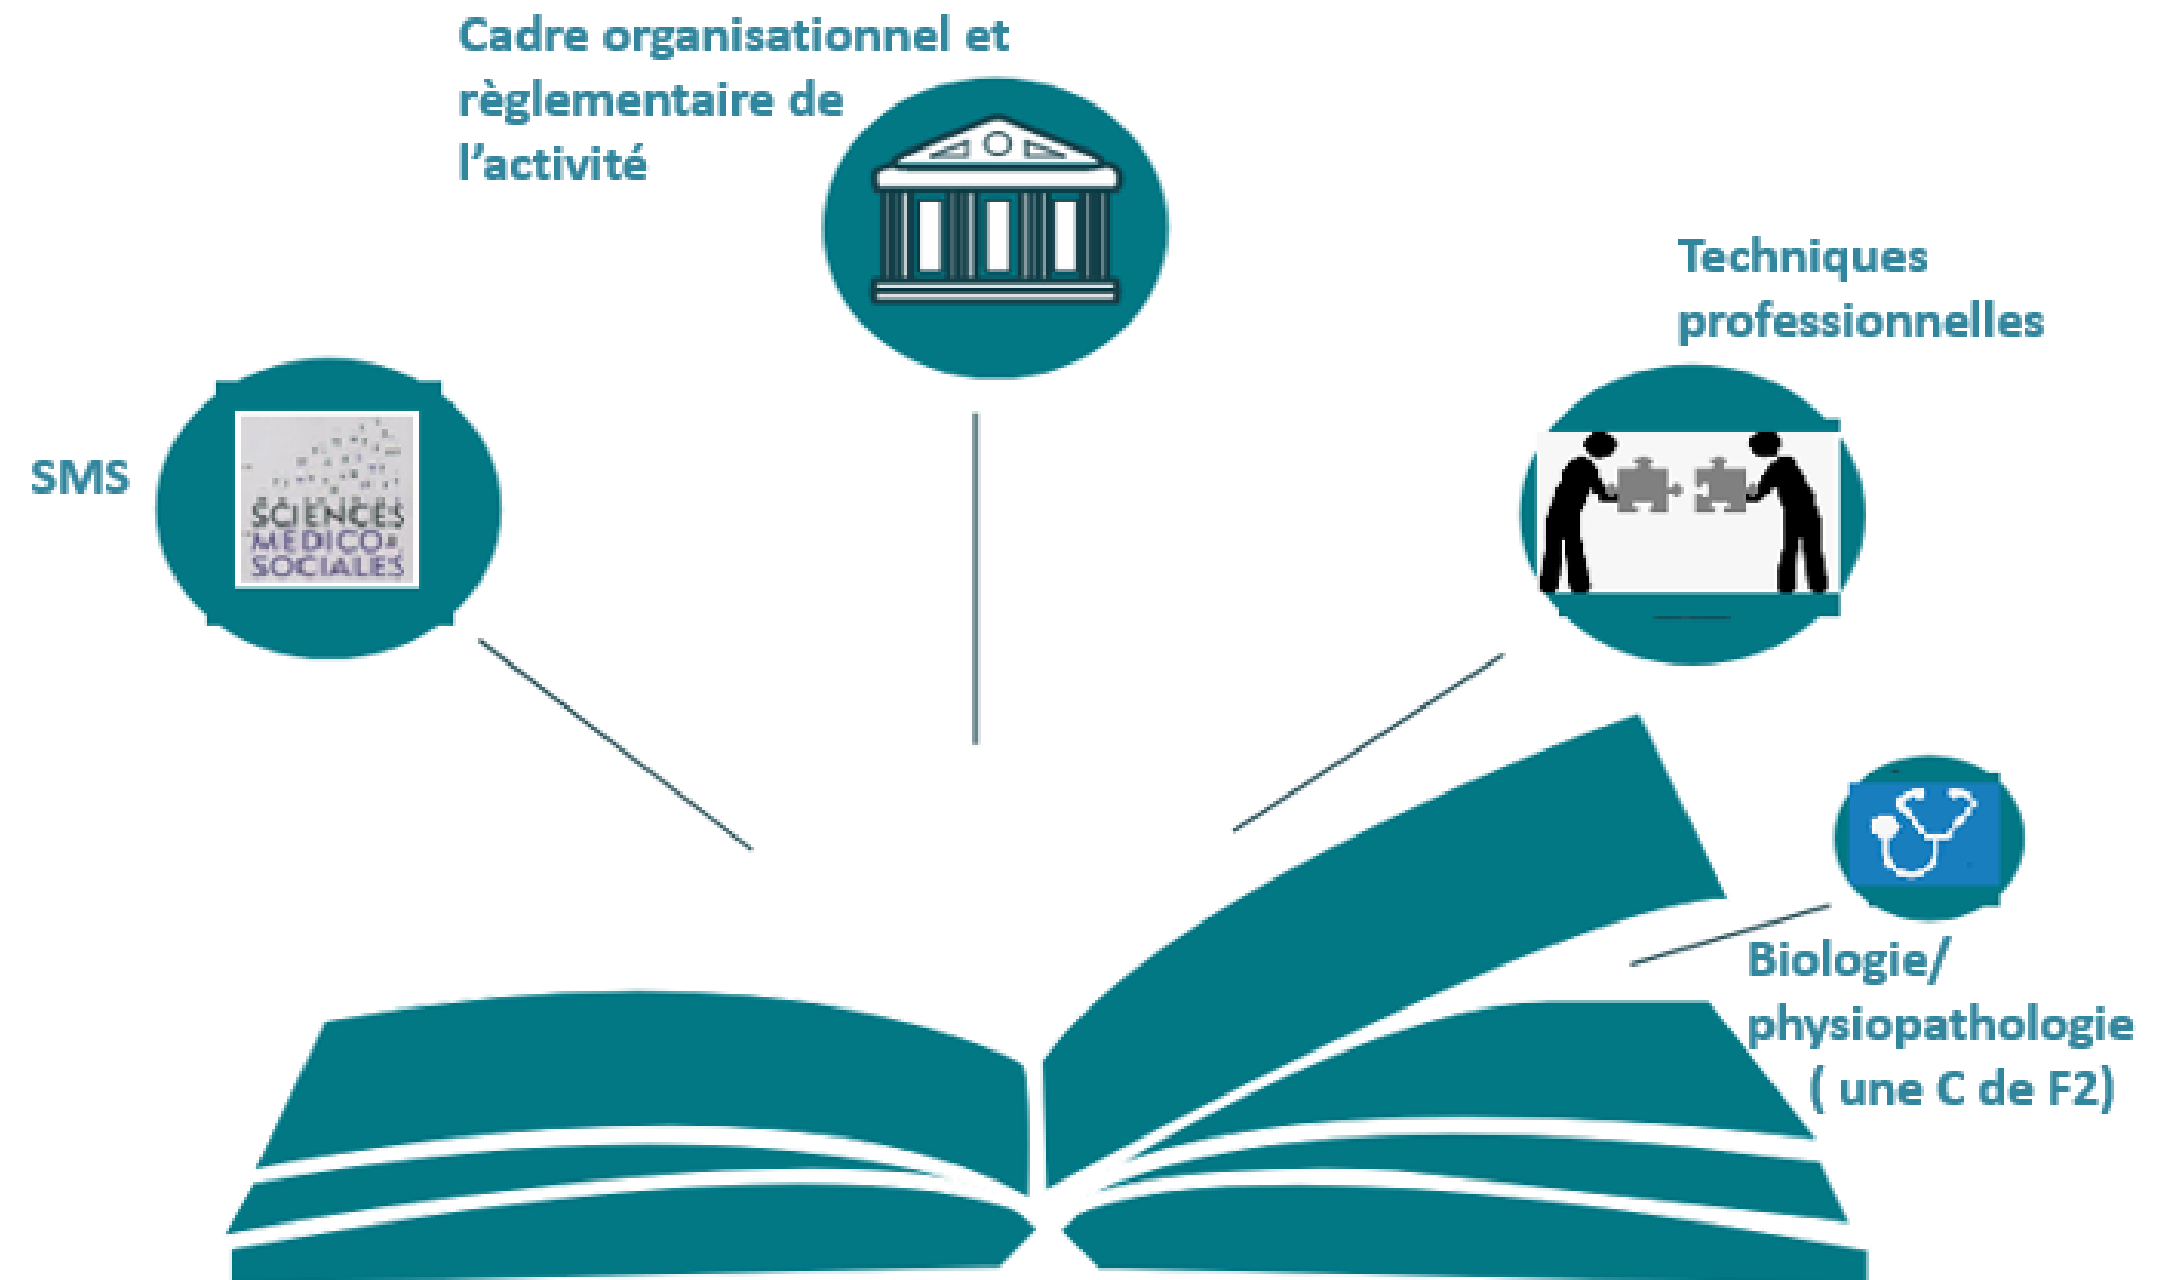 Cadre organisationnel et
règlementaire de
l'activité
Techniques
professionnelles
SMS
SCIENCES
MEDICO-
SOCIALES
Biologie/
physiopathologie
( une C de F2)